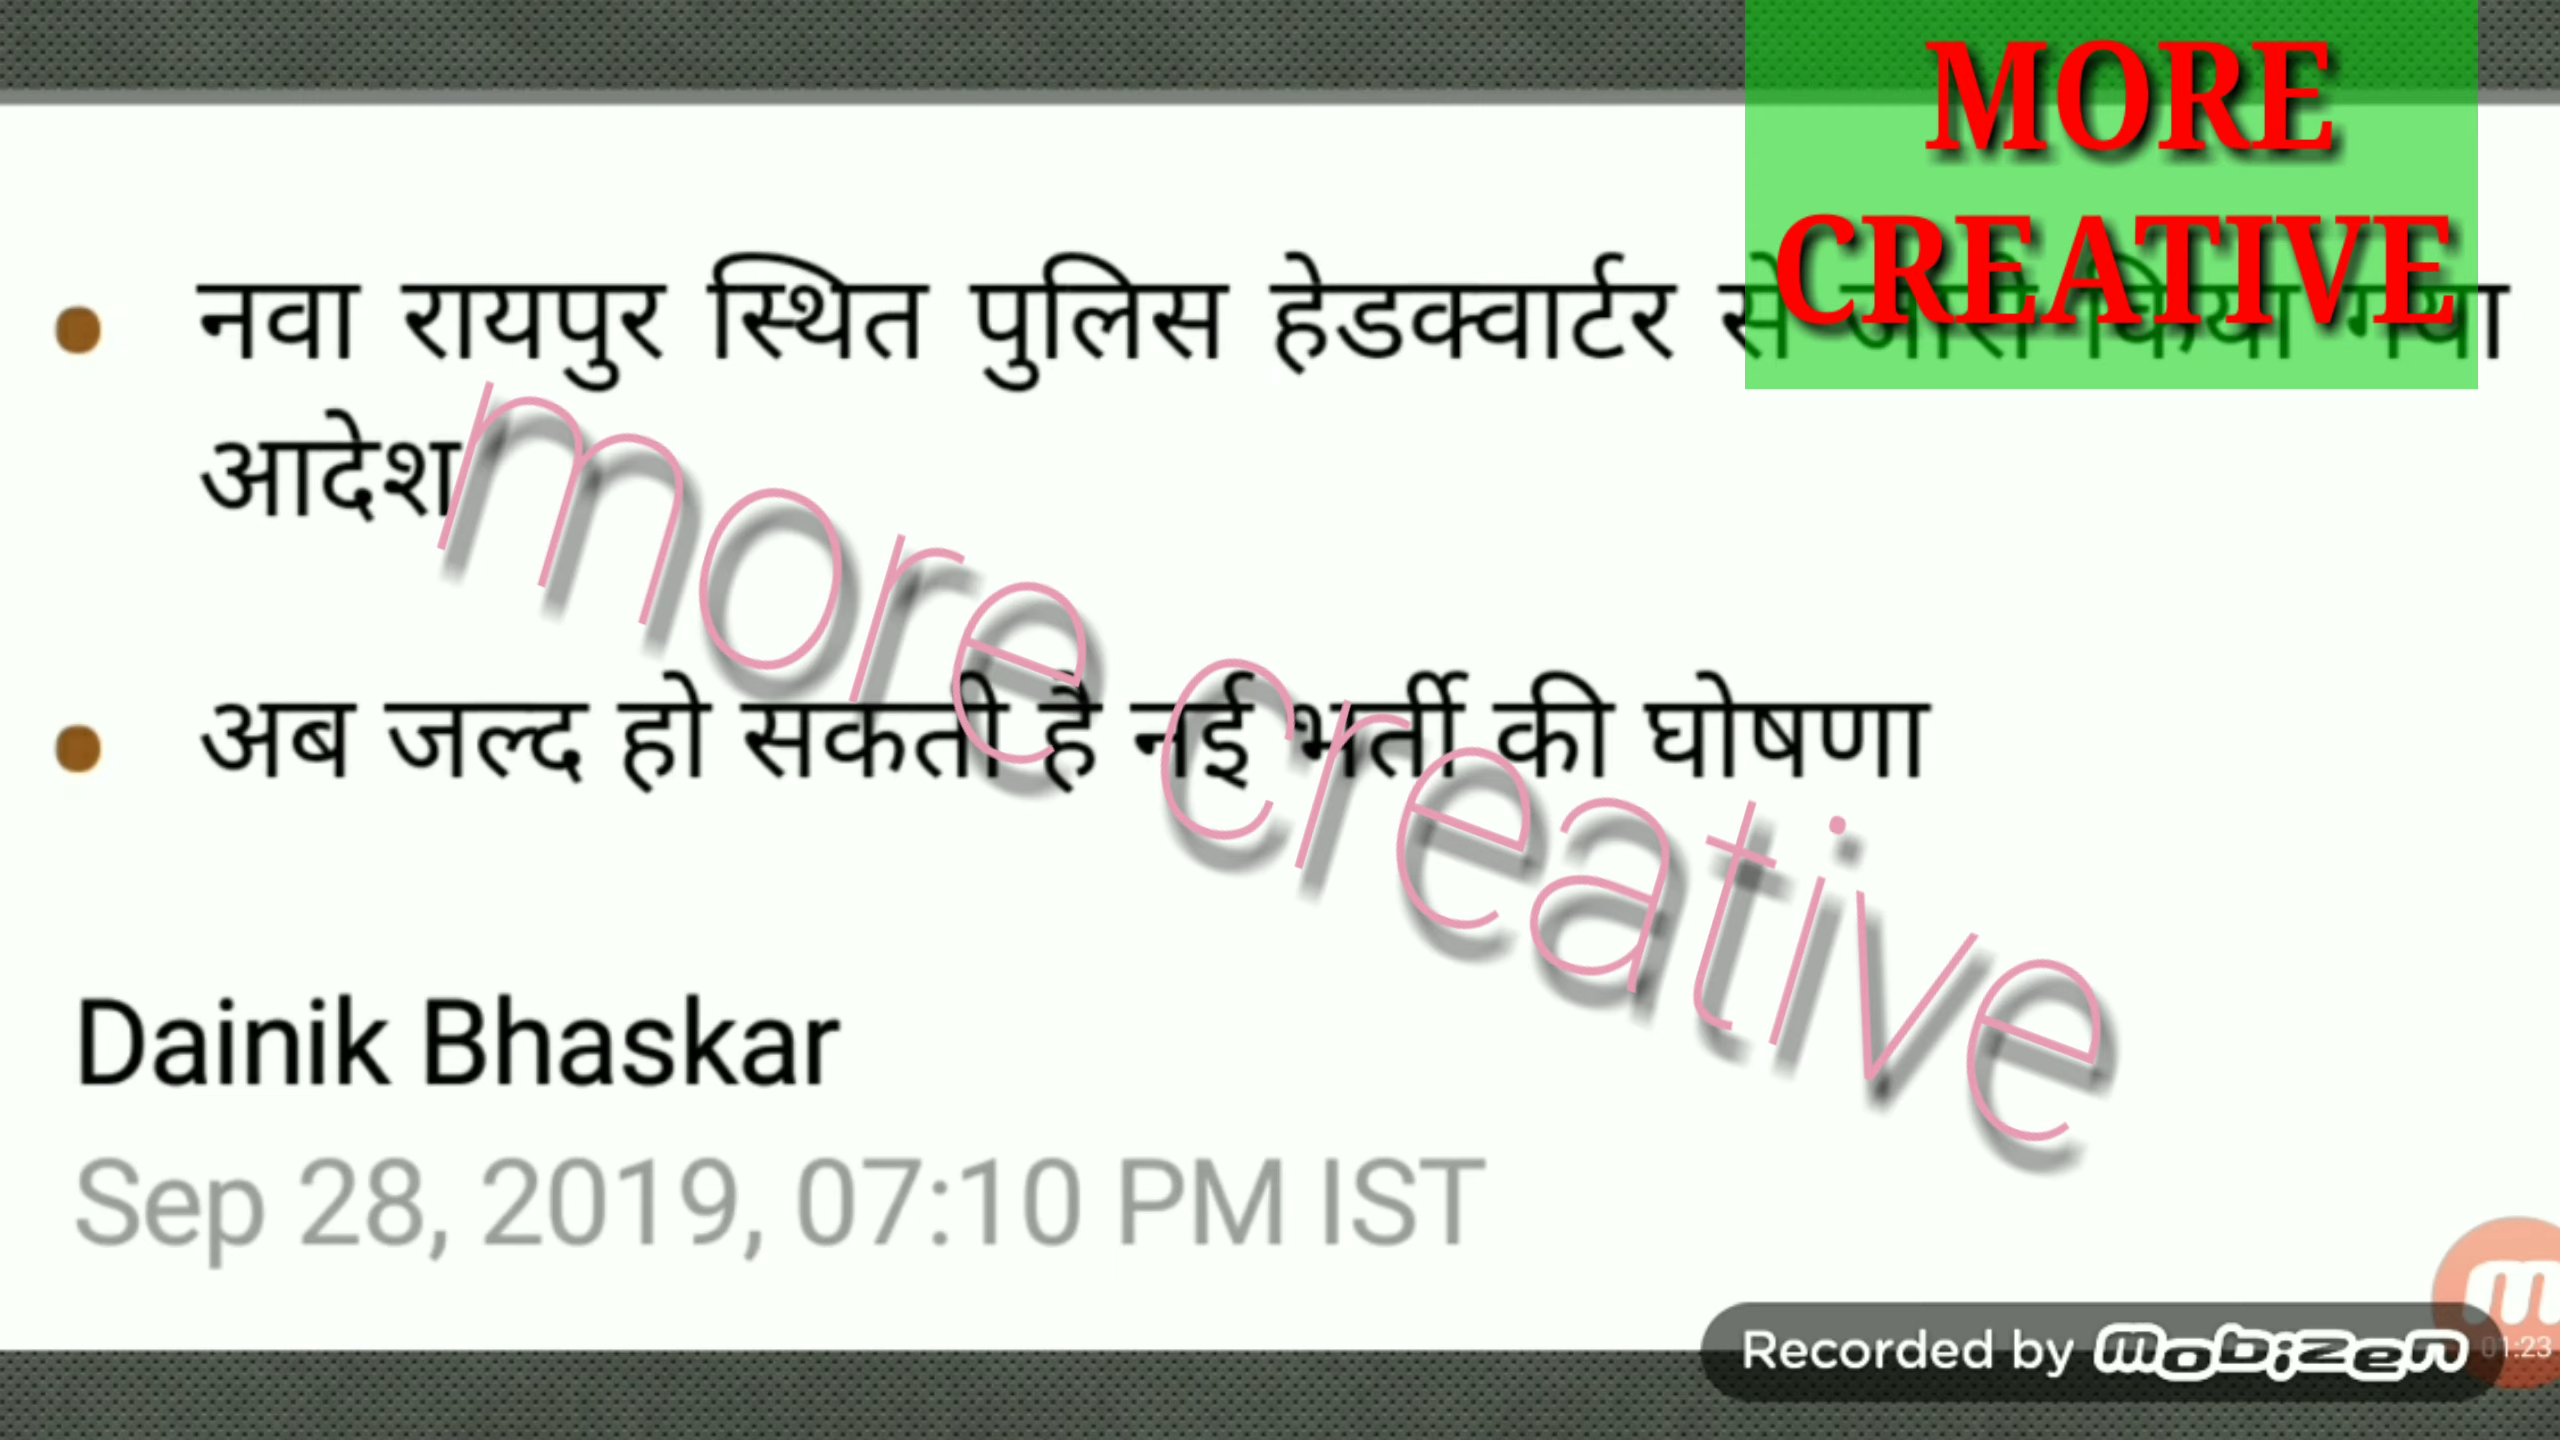 MORE
CREATIVE
नवा रायपुर स्थित पुलिस हेडक्वार्टर से जारी किया गया
आदेश
more creative
अब जल्द हो सकती है नई भर्ती की घोषणा
Dainik Bhaskar
Sep 28, 2019, 07:10 PM IST
Recorded by mobizen
01:23